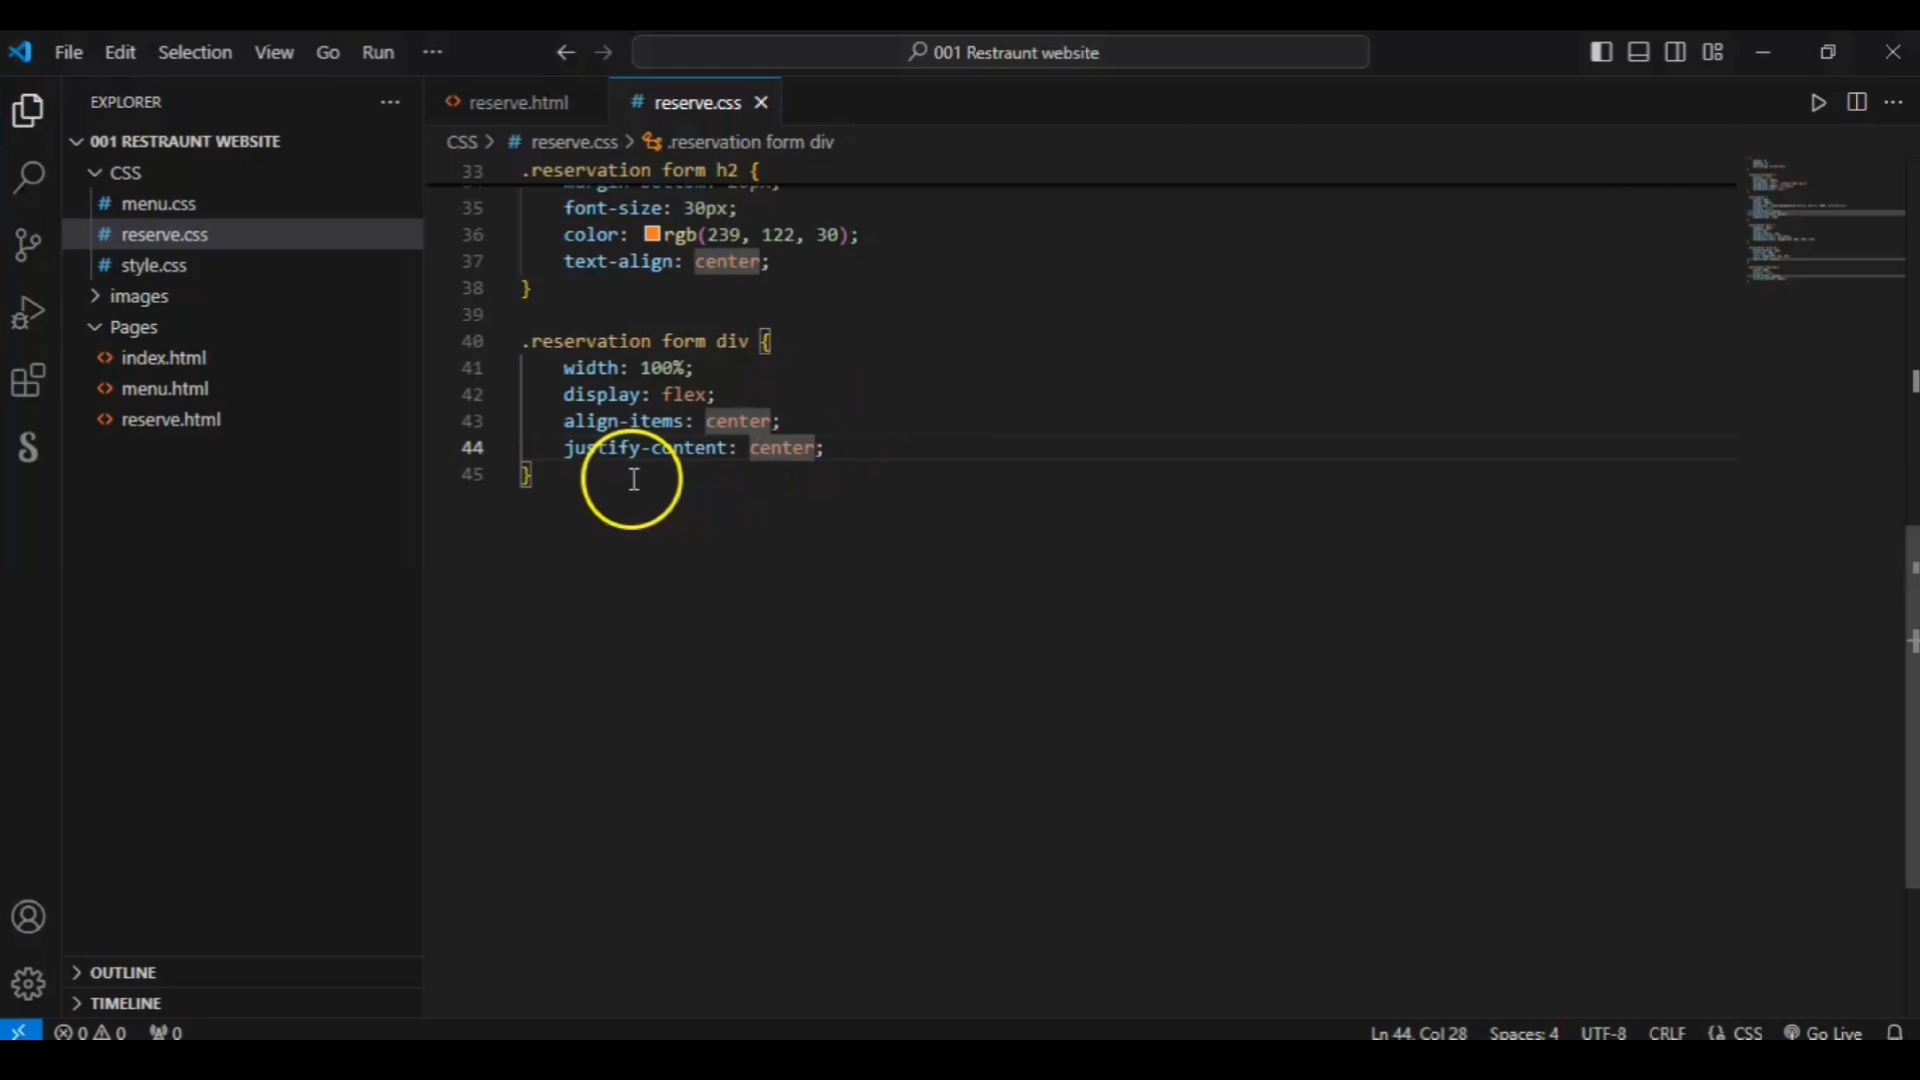 File Edit Selection View Go Run ··· 001 Restraunt website
EXPLORER ···
001 RESTRAUNT WEBSITE
CSS
# menu.css
# reserve.css
# style.css
images
Pages
<> index.html
<> menu.html
<> reserve.html
OUTLINE
TIMELINE
<> reserve.html # reserve.css
CSS > # reserve.css > .reservation form div
33 .reservation form h2 {
35 font-size: 30px;
36 color: rgb(239, 122, 30);
37 text-align: center;
38 }
39
40 .reservation form div {
41 width: 100%;
42 display: flex;
43 align-items: center;
44 justify-content: center;
45 }
0 0 0 Ln 44, Col 28 Spaces: 4 UTF-8 CRLF {} CSS Go Live